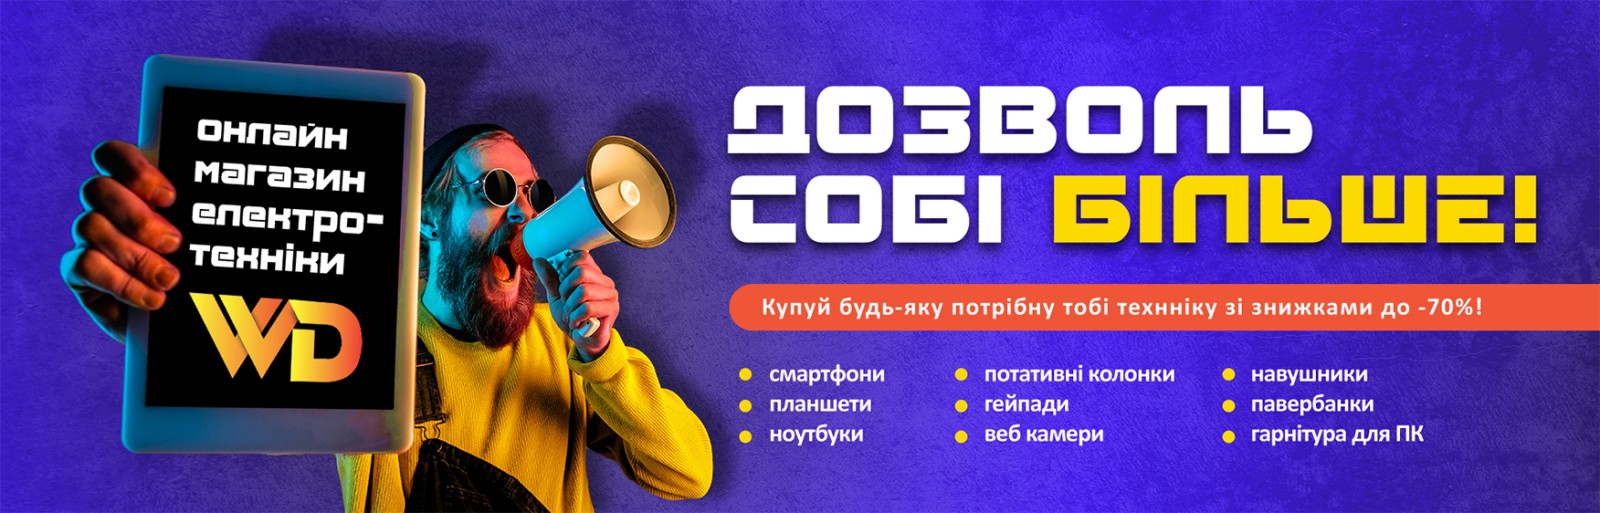 онлайн
магазин
електро-
техніки
WD
ДОЗВОЛЬ
СОБІ БІЛЬШЕ!
Купуй будь-яку потрібну тобі технніку зі знижками до -70%!
смартфони
планшети
ноутбуки
потативні колонки
гейпади
веб камери
навушники
павербанки
гарнітура для ПК